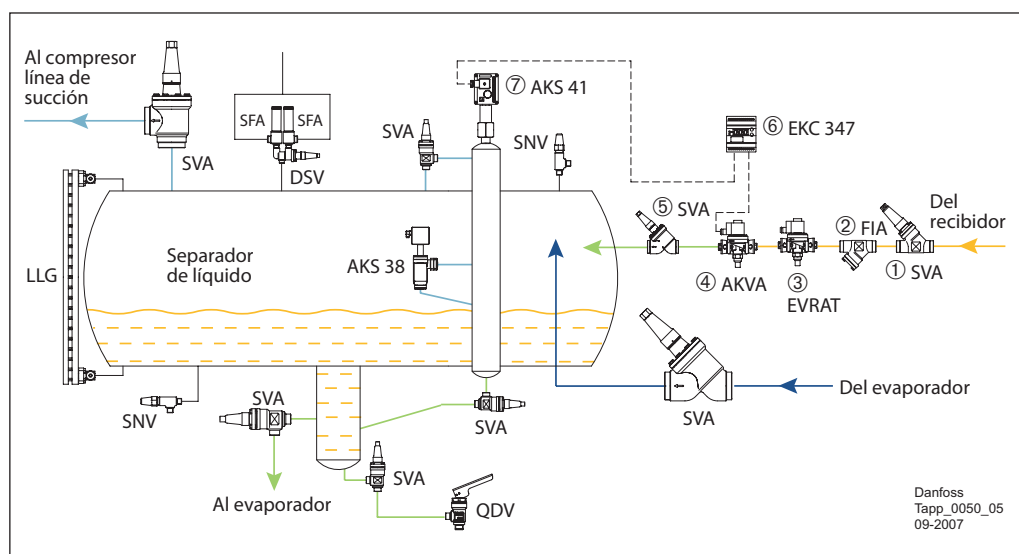 Al compresor
línea de
succión
SVA
SFA
SFA
DSV
SVA
⑦ AKS 41
SNV
⑥ EKC 347
⑤ SVA
Del
recibidor
② FIA
① SVA
④ AKVA
③
EVRAT
LLG
Separador
de líquido
AKS 38
Del evaporador
SVA
SNV
SVA
SVA
Al evaporador
SVA
QDV
Danfoss
Tapp_0050_05
09-2007